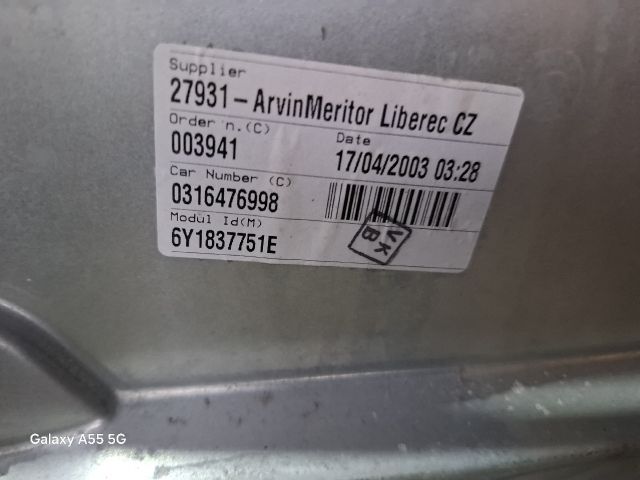 Supplier
27931-ArvinMeritor Liberec CZ
Order n.(C)
003941
Date
17/04/2003 03:28
Car Number (C)
0316476998
Modul Id(M)
6Y1837751E
VK
B
Galaxy A55 5G